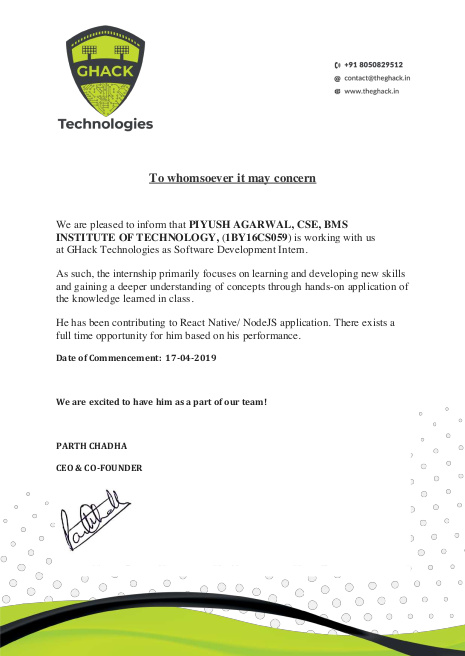 GHACK
Technologies
+91 8050829512
contact@theghack.in
www.theghack.in
To whomsoever it may concern
We are pleased to inform that PIYUSH AGARWAL, CSE, BMS
INSTITUTE OF TECHNOLOGY, (1BY16CS059) is working with us
at GHack Technologies as Software Development Intern.
As such, the internship primarily focuses on learning and developing new skills
and gaining a deeper understanding of concepts through hands-on application of
the knowledge learned in class.
He has been contributing to React Native/ NodeJS application. There exists a
full time opportunity for him based on his performance.
Date of Commencement: 17-04-2019
We are excited to have him as a part of our team!
PARTH CHADHA
CEO & CO-FOUNDER